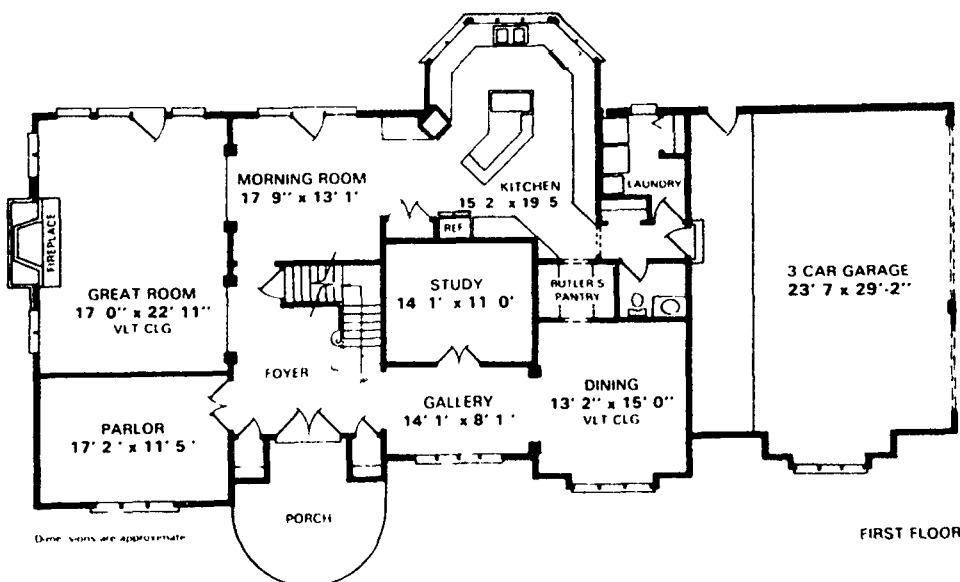 MORNING ROOM
17' 9" x 13' 1'
KITCHEN
15 2 x 19 5
LAUNDRY
REF
FIREPLACE
GREAT ROOM
17' 0" x 22' 11"
VLT CLG
STUDY
14 1' x 11 0'
BUTLER'S
PANTRY
3 CAR GARAGE
23' 7 x 29'-2"
FOYER
PARLOR
17' 2' x 11' 5'
GALLERY
14' 1' x 8' 1'
DINING
13' 2" x 15' 0"
VLT CLG
PORCH
Dimensions are approximate
FIRST FLOOR